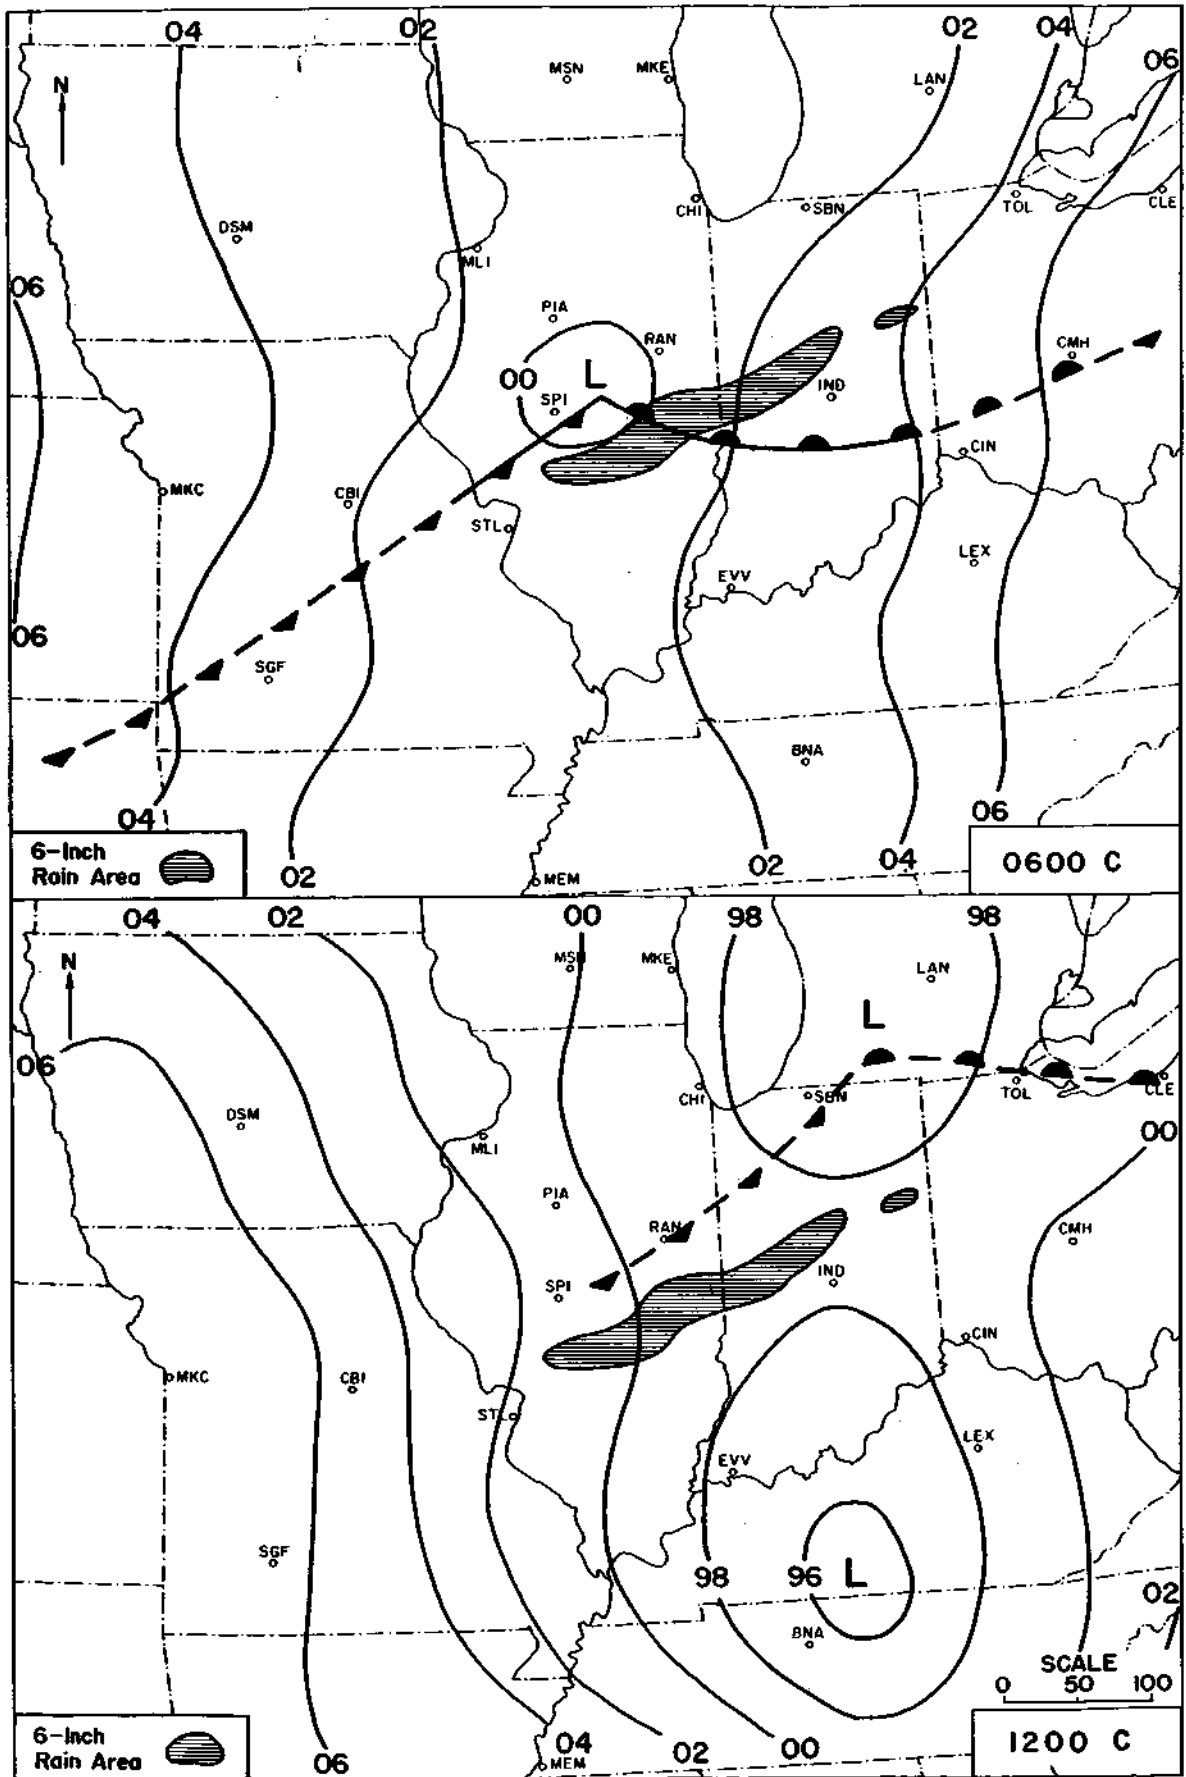 04
02
02
04
06
MSN
MKE
LAN
N
CHI
SBN
TOL
CLE
DSM
MLI
06
PIA
RAN
CMH
00
L
SPI
IND
CIN
MKC
CBI
STL
LEX
EVV
06
SGF
BNA
04
06
02
02
04
MEM
6-Inch
Rain Area
0600 C
04
02
00
98
98
MSN
MKE
LAN
N
L
06
CHI
SBN
TOL
CLE
DSM
MLI
00
PIA
RAN
CMH
SPI
IND
CIN
MKC
CBI
STL
LEX
EVV
SGF
98
96
L
02
BNA
SCALE
0 50 100
6-Inch
Rain Area
06
04
02
00
MEM
1200 C